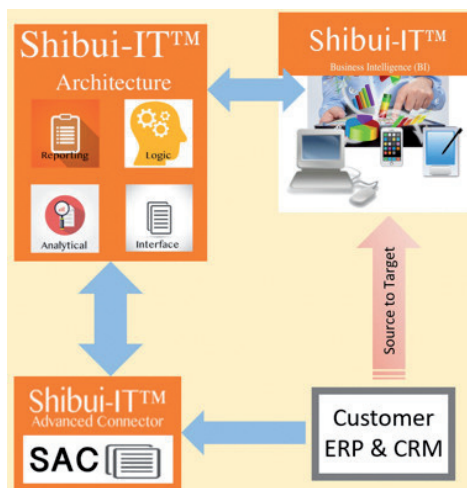 Shibui-IT™
Architecture
Reporting
Logic
Analytical
Interface
Shibui-IT™
Business Intelligence (BI)
Source to Target
Shibui-IT™
Advanced Connector
SAC
Customer
ERP & CRM